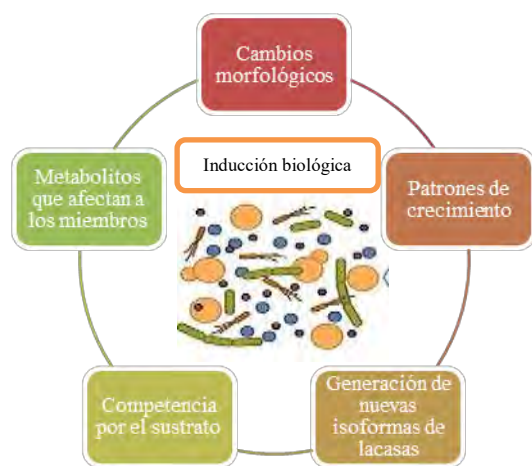 Cambios
morfológicos
Inducción biológica
Metabolitos
que afectan a
los miembros
Patrones de
crecimiento
Competencia
por el sustrato
Generación de
nuevas
isoformas de
lacasas